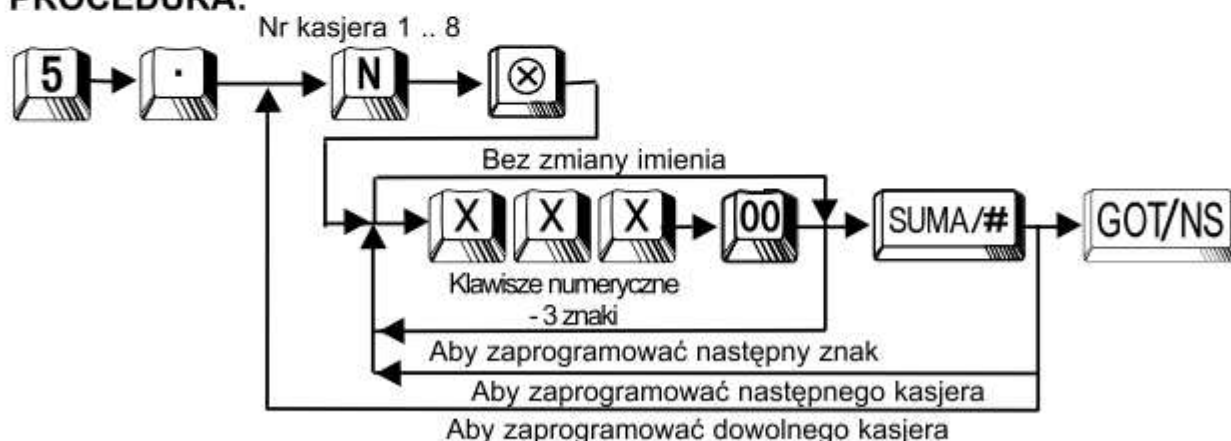 PROCEDURA:
Nr kasjera 1 .. 8
5 . N ⊗
Bez zmiany imienia
X X X 00 SUMA/# GOT/NS
Klawisze numeryczne
- 3 znaki
Aby zaprogramować następny znak
Aby zaprogramować następnego kasjera
Aby zaprogramować dowolnego kasjera